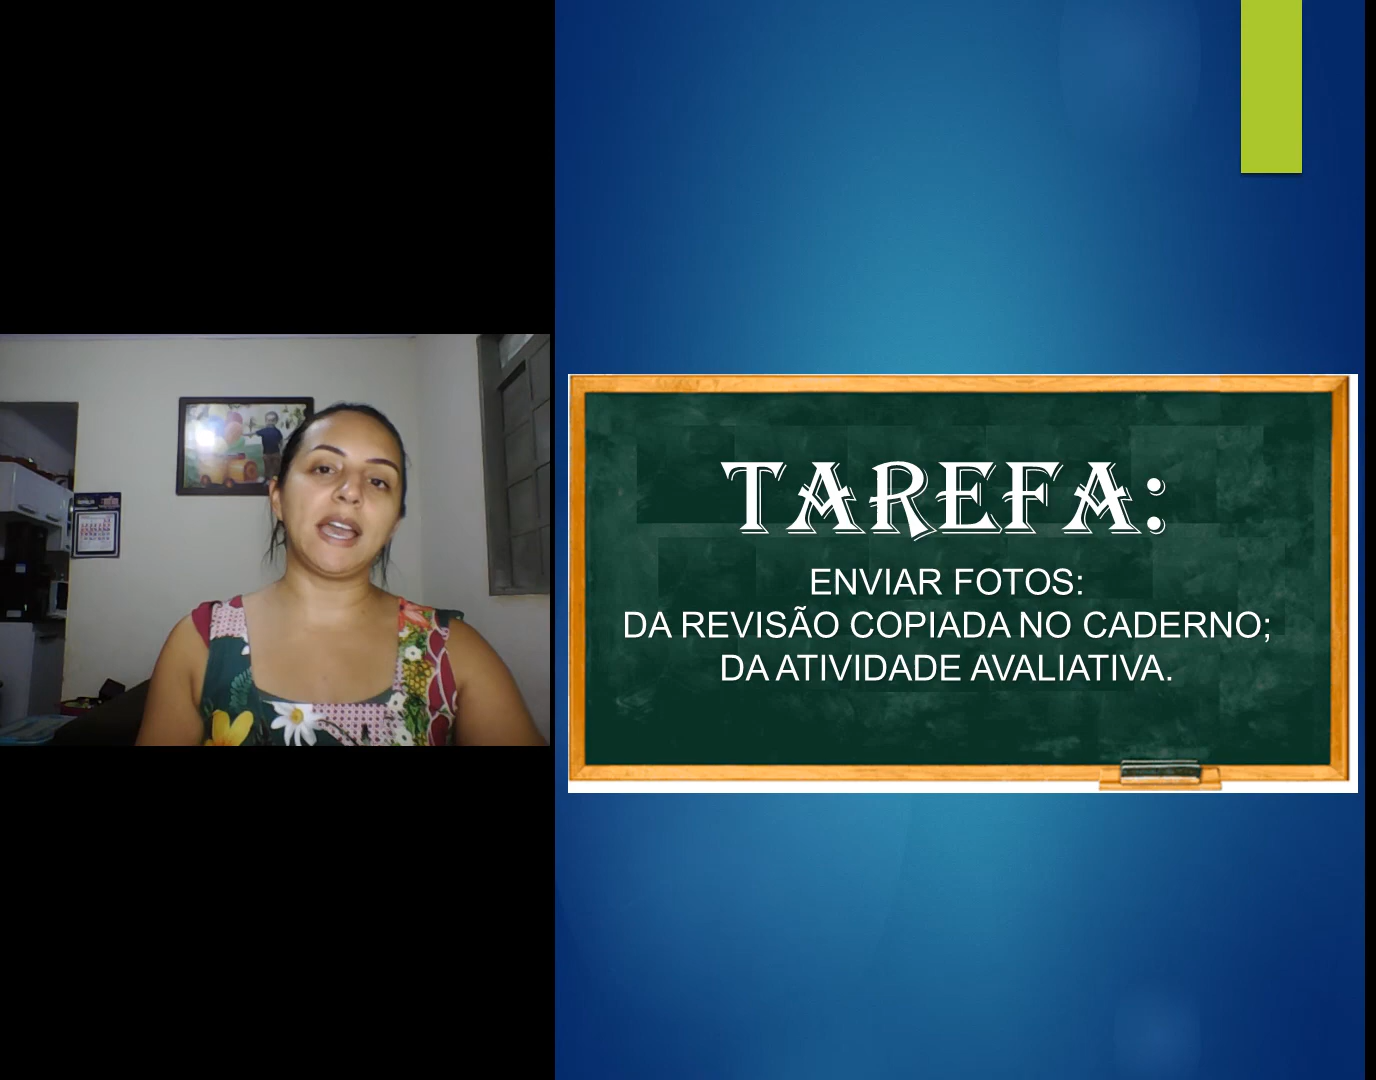 TAREFA:
ENVIAR FOTOS:
DA REVISÃO COPIADA NO CADERNO;
DA ATIVIDADE AVALIATIVA.